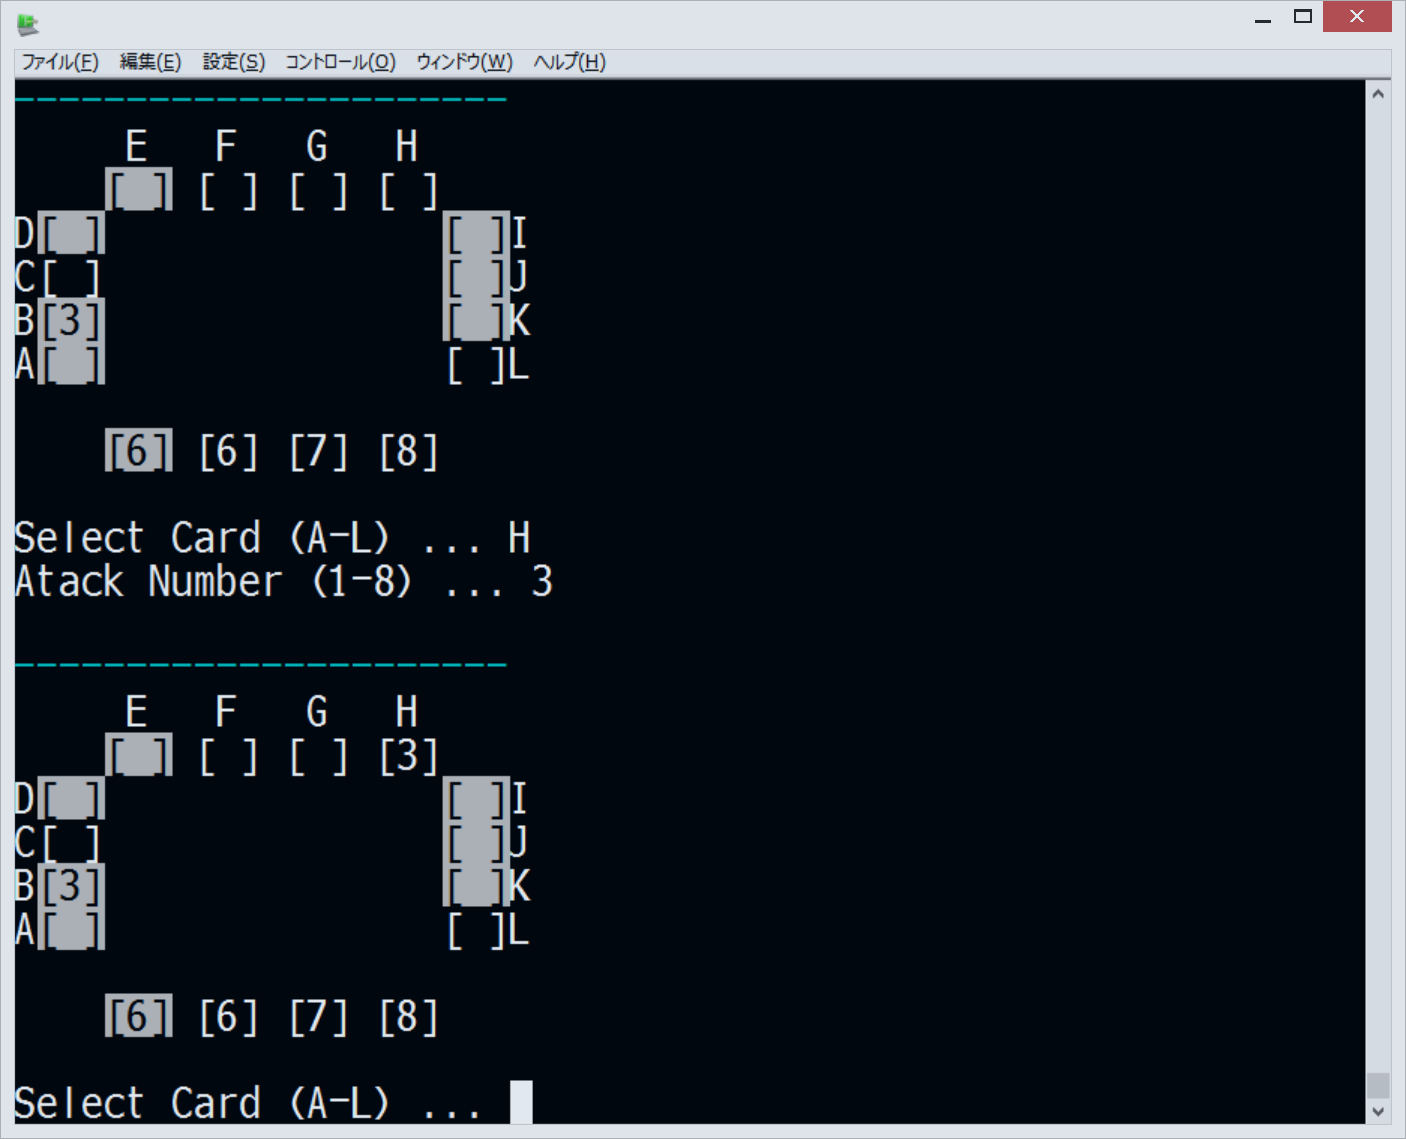 ファイル(F) 編集(E) 設定(S) コントロール(O) ウィンドウ(W) ヘルプ(H)
----------------------
E F G H
[ ] [ ] [ ] [ ]
D[ ] [ ]I
C[ ] [ ]J
B[3] [ ]K
A[ ] [ ]L
[6] [6] [7] [8]
Select Card (A-L) ... H
Atack Number (1-8) ... 3
----------------------
E F G H
[ ] [ ] [ ] [3]
D[ ] [ ]I
C[ ] [ ]J
B[3] [ ]K
A[ ] [ ]L
[6] [6] [7] [8]
Select Card (A-L) ...